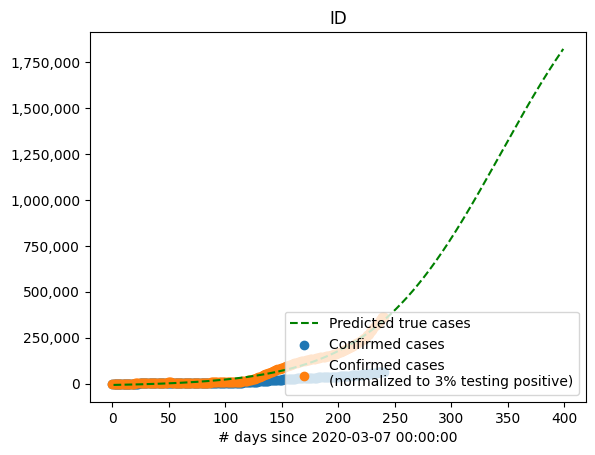 ID
1,750,000
1,500,000
1,250,000
1,000,000
750,000
500,000
250,000
0
Predicted true cases
Confirmed cases
Confirmed cases
(normalized to 3% testing positive)
0 50 100 150 200 250 300 350 400
# days since 2020-03-07 00:00:00